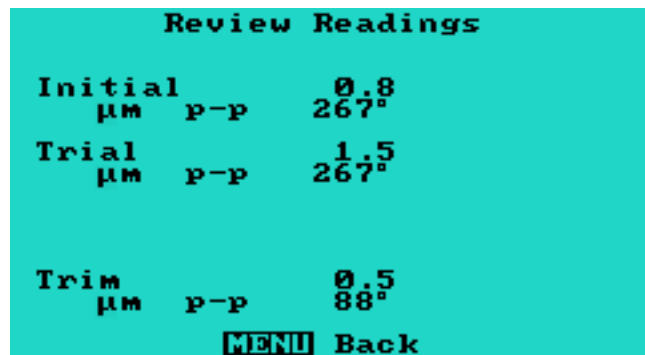 Review Readings
Initial 0.8
µm p-p 267°
Trial 1.5
µm p-p 267°
Trim 0.5
µm p-p 88°
MENU Back